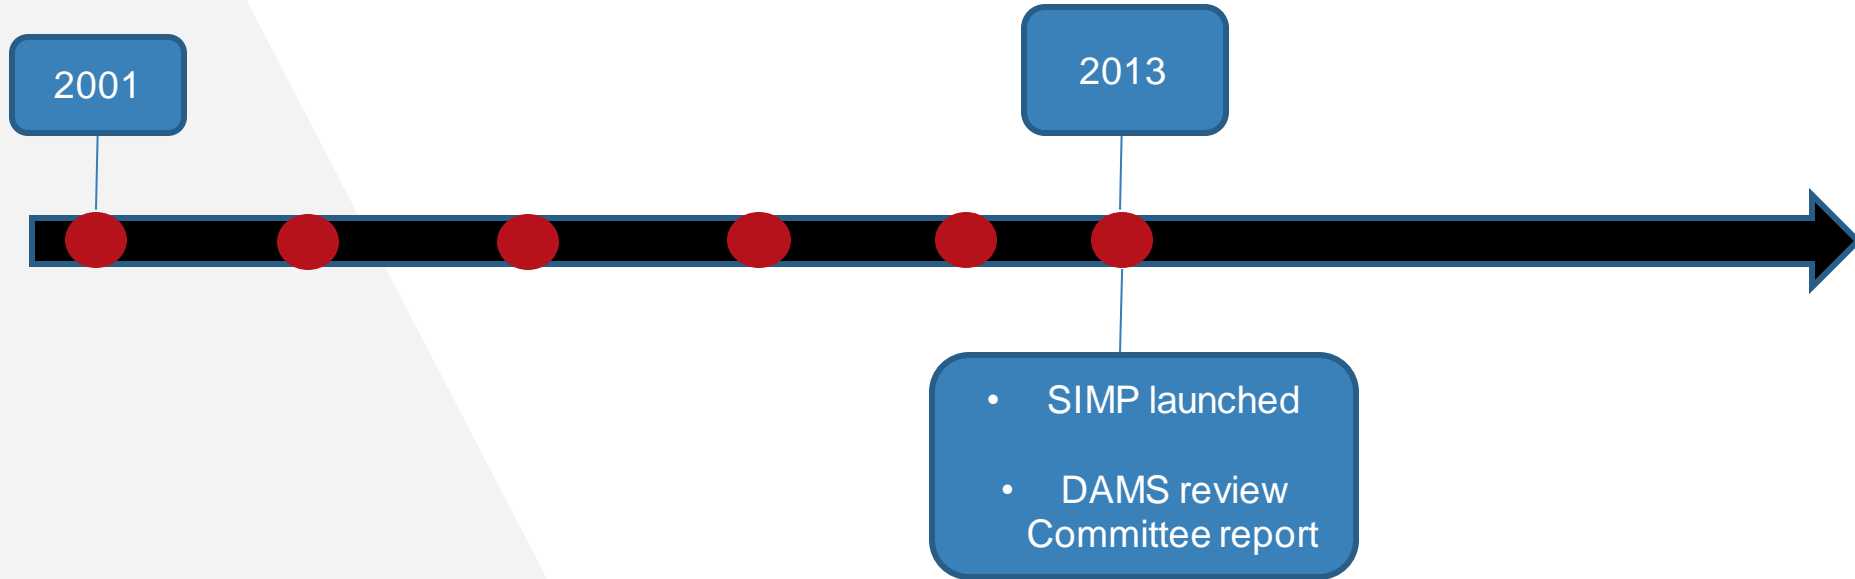 2001
2013
• SIMP launched
• DAMS review
Committee report